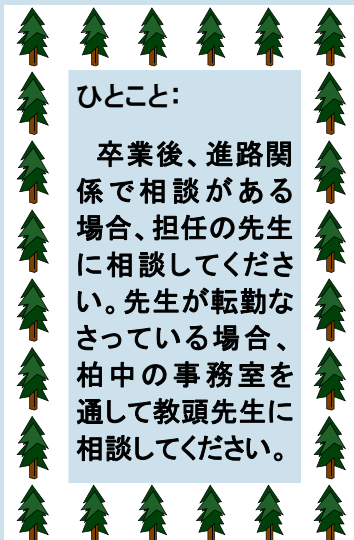 ひとこと：
　卒業後、進路関
係で相談がある
場合、担任の先生
に相談してくださ
い。先生が転勤な
さっている場合、
柏中の事務室を
通して教頭先生に
相談してください。